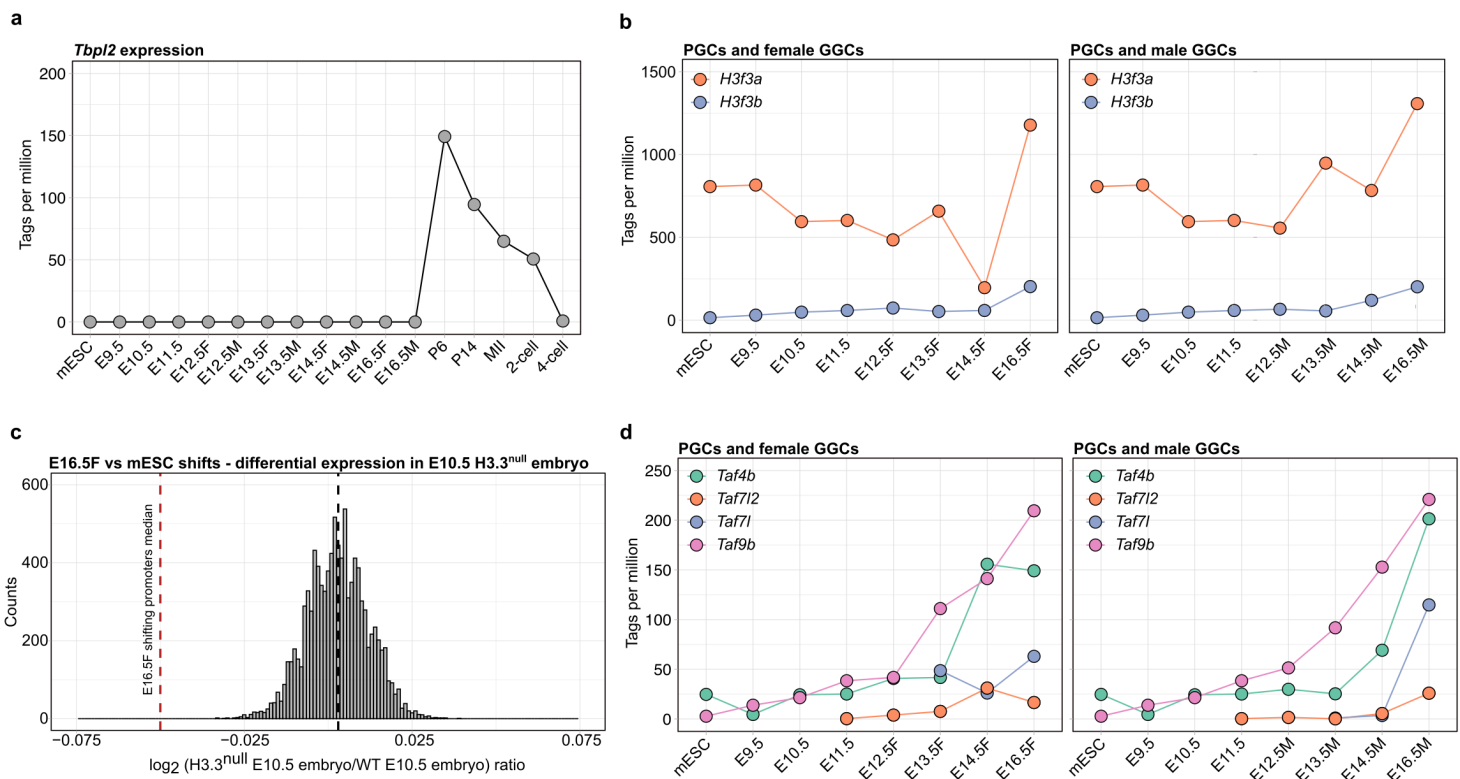 a
Tbpl2 expression
Tags per million
200
150
100
50
0
mESC
E9.5
E10.5
E11.5
E12.5F
E12.5M
E13.5F
E13.5M
E14.5F
E14.5M
E16.5F
E16.5M
P6
P14
MII
2-cell
4-cell
b
PGCs and female GGCs
H3f3a
H3f3b
Tags per million
1500
1000
500
0
mESC
E9.5
E10.5
E11.5
E12.5F
E13.5F
E14.5F
E16.5F
PGCs and male GGCs
H3f3a
H3f3b
mESC
E9.5
E10.5
E11.5
E12.5M
E13.5M
E14.5M
E16.5M
c
E16.5F vs mESC shifts - differential expression in E10.5 H3.3null embryo
Counts
600
400
200
0
E16.5F shifting promoters median
−0.075
−0.025
0.025
0.075
log2 (H3.3null E10.5 embryo/WT E10.5 embryo) ratio
d
PGCs and female GGCs
Taf4b
Taf7l2
Taf7l
Taf9b
Tags per million
250
200
150
100
50
0
mESC
E9.5
E10.5
E11.5
E12.5F
E13.5F
E14.5F
E16.5F
PGCs and male GGCs
Taf4b
Taf7l2
Taf7l
Taf9b
mESC
E9.5
E10.5
E11.5
E12.5M
E13.5M
E14.5M
E16.5M